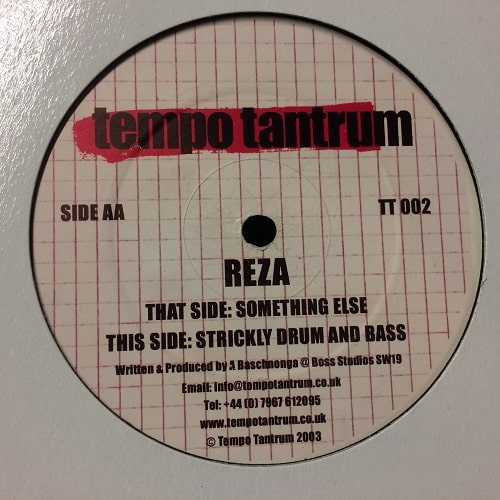 tempo tantrum
SIDE AA
TT 002
REZA
THAT SIDE: SOMETHING ELSE
THIS SIDE: STRICKLY DRUM AND BASS
Written & Produced by A Baschnonga @ Boss Studios SW19
Email: info@tempotantrum.co.uk
Tel: +44 (0) 7967 612095
www.tempotantrum.co.uk
© Tempo Tantrum 2003